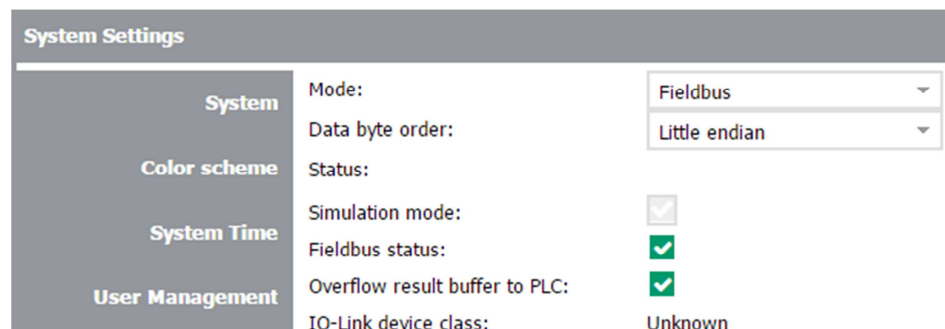 System Settings
System
Color scheme
System Time
User Management
Mode: Fieldbus
Data byte order: Little endian
Status:
Simulation mode:
Fieldbus status:
Overflow result buffer to PLC:
IO-Link device class: Unknown